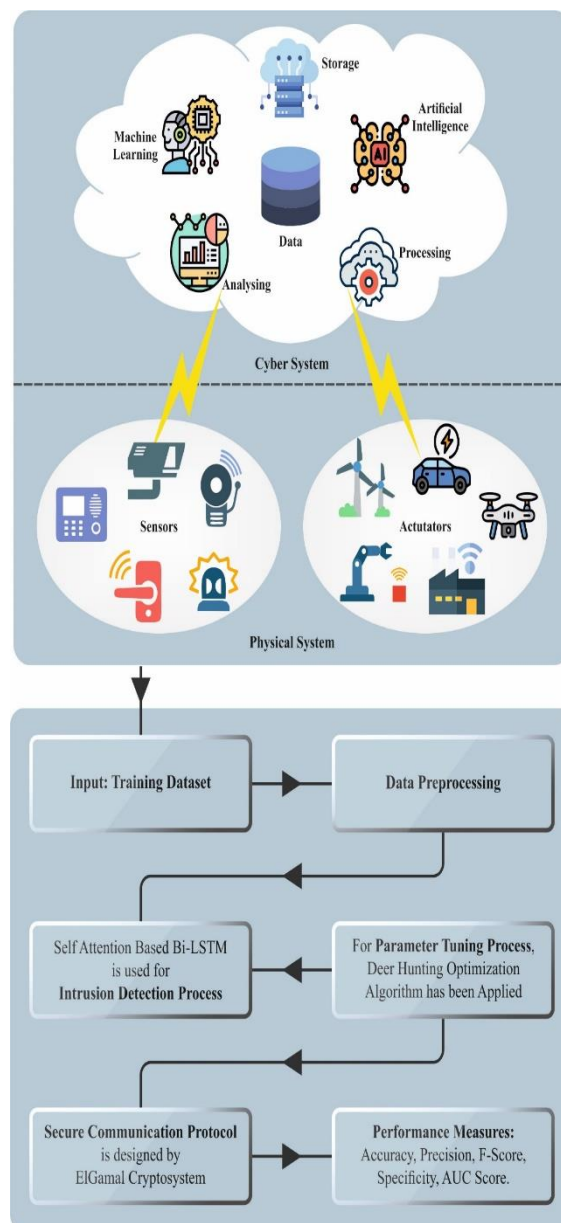 Storage
Machine
Learning
Artificial
Intelligence
AI
Data
Analysing
Processing
Cyber System
Sensors
Actutators
Physical System
Input: Training Dataset
Data Preprocessing
Self Attention Based Bi-LSTM
is used for
Intrusion Detection Process
For Parameter Tuning Process,
Deer Hunting Optimization
Algorithm has been Applied
Secure Communication Protocol
is designed by
ElGamal Cryptosystem
Performance Measures:
Accuracy, Precision, F-Score,
Specificity, AUC Score.